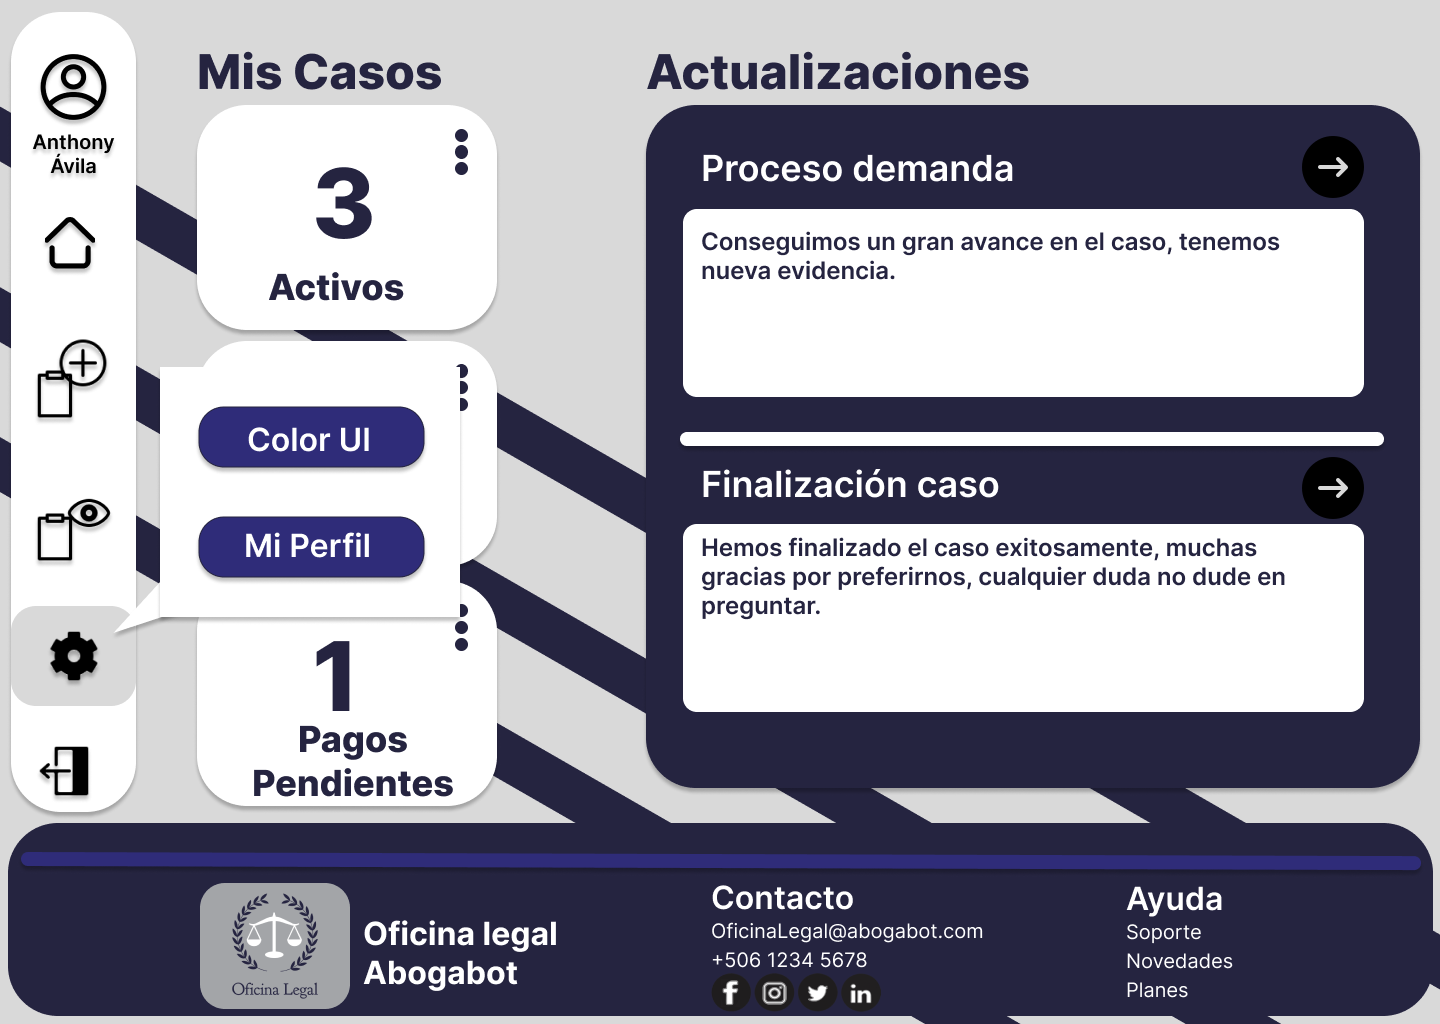 Anthony
Ávila
Mis Casos
3
Activos
Color UI
Mi Perfil
1
Pagos
Pendientes
Actualizaciones
Proceso demanda
Conseguimos un gran avance en el caso, tenemos
nueva evidencia.
Finalización caso
Hemos finalizado el caso exitosamente, muchas
gracias por preferirnos, cualquier duda no dude en
preguntar.
Oficina Legal
Oficina legal
Abogabot
Contacto
OficinaLegal@abogabot.com
+506 1234 5678
Ayuda
Soporte
Novedades
Planes